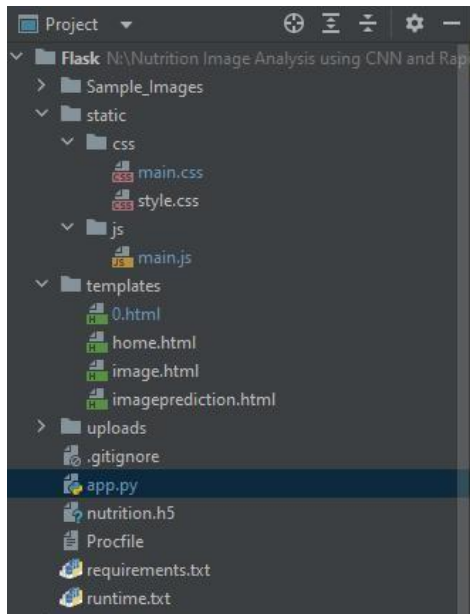 Project
Flask N:\Nutrition Image Analysis using CNN and Rap
Sample_Images
static
css
main.css
style.css
js
main.js
templates
0.html
home.html
image.html
imageprediction.html
uploads
.gitignore
app.py
nutrition.h5
Procfile
requirements.txt
runtime.txt